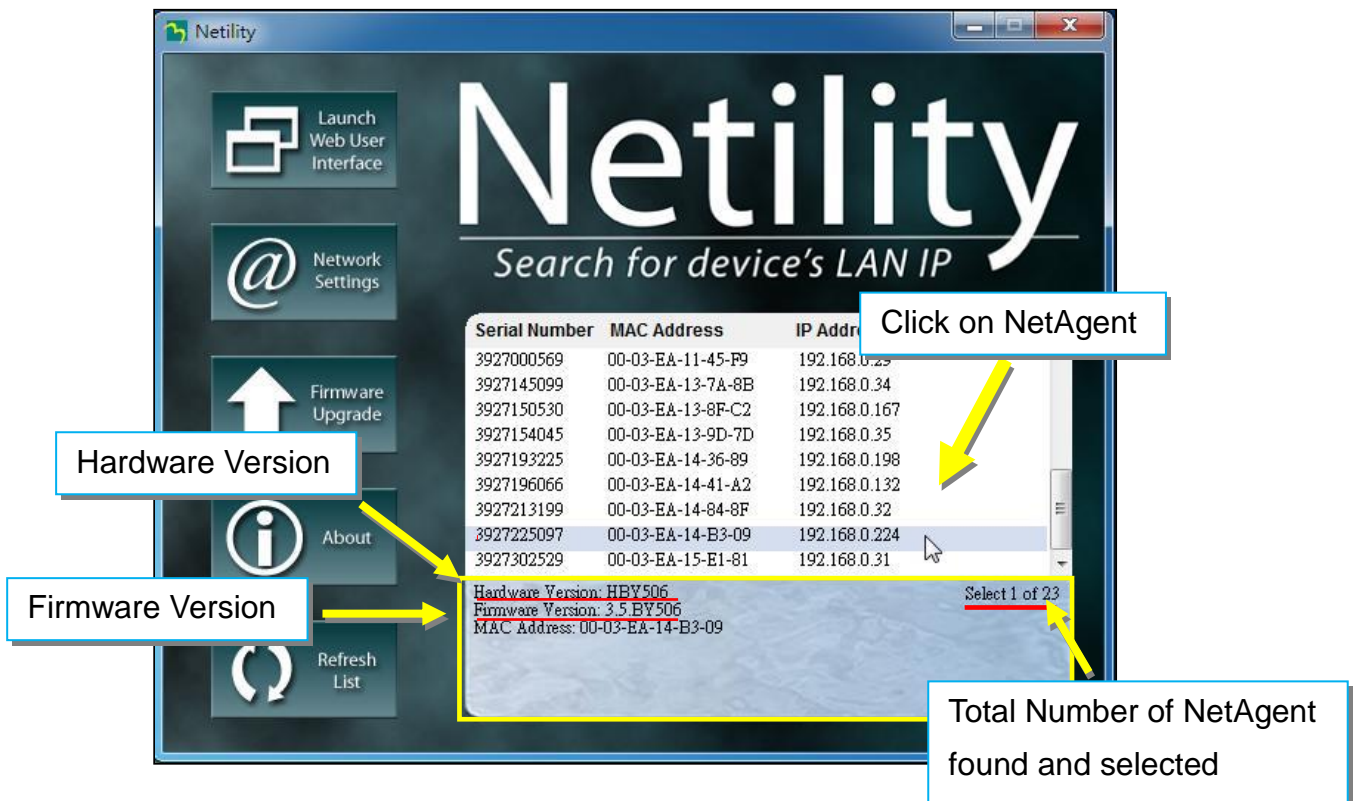 Netility
Launch
Web User
Interface
Network
Settings
Firmware
Upgrade
About
Refresh
List
Netility
Search for device's LAN IP
Serial Number MAC Address IP Addre
3927000569 00-03-EA-11-45-F9 192.168.0.29
3927145099 00-03-EA-13-7A-8B 192.168.0.34
3927150530 00-03-EA-13-8F-C2 192.168.0.167
3927154045 00-03-EA-13-9D-7D 192.168.0.35
3927193225 00-03-EA-14-36-89 192.168.0.198
3927196066 00-03-EA-14-41-A2 192.168.0.132
3927213199 00-03-EA-14-84-8F 192.168.0.32
3927225097 00-03-EA-14-B3-09 192.168.0.224
3927302529 00-03-EA-15-E1-81 192.168.0.31
Hardware Version: HBY506
Select 1 of 23
Firmware Version: 3.5.BY506
MAC Address: 00-03-EA-14-B3-09
Click on NetAgent
Hardware Version
Firmware Version
Total Number of NetAgent
found and selected